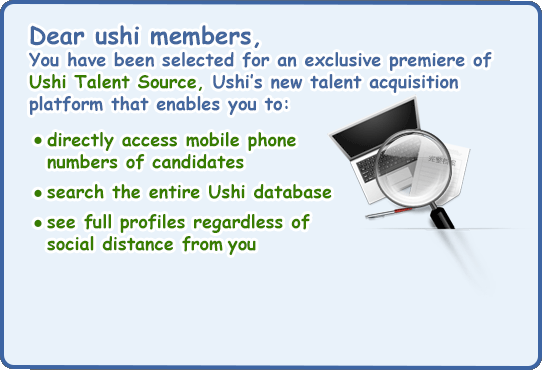 Dear ushi members,
You have been selected for an exclusive premiere of
Ushi Talent Source, Ushi's new talent acquisition
platform that enables you to:
• directly access mobile phone
numbers of candidates
• search the entire Ushi database
• see full profiles regardless of
social distance from you